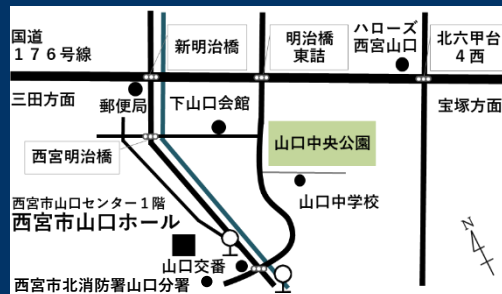 国道
１７６号線
新明治橋
明治橋
東詰
ハローズ
西宮山口
北六甲台
４西
三田方面
郵便局
下山口会館
宝塚方面
山口中央公園
西宮明治橋
山口中学校
西宮市山口センター１階
西宮市山口ホール
山口交番
西宮市北消防署山口分署
N